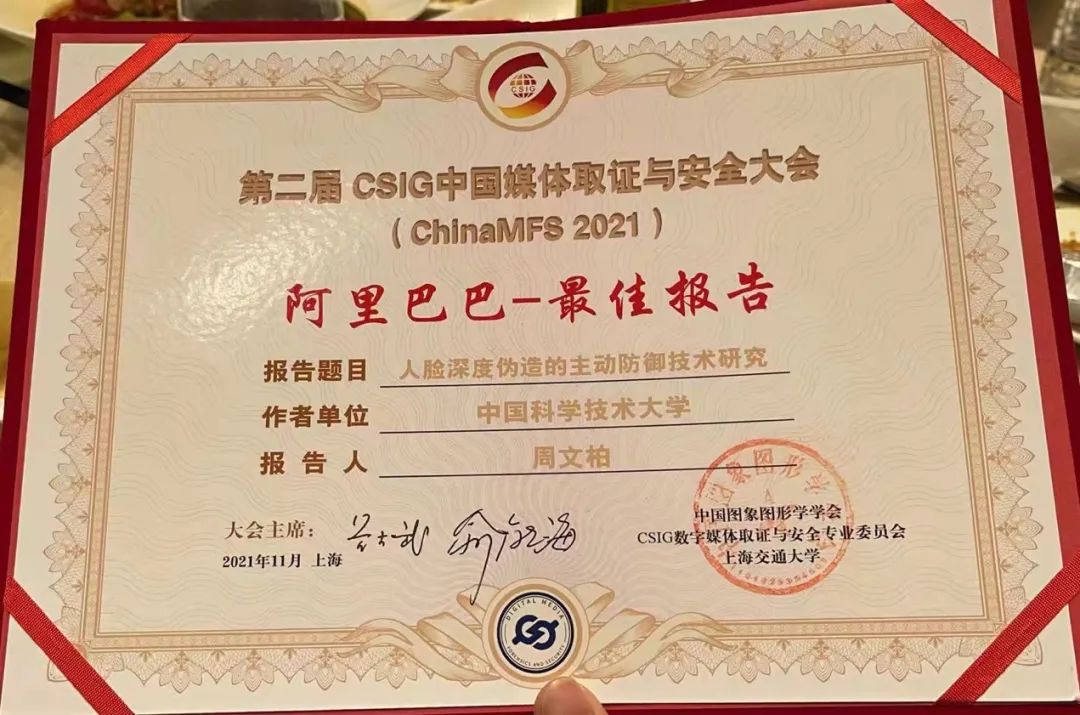 CSIG
第二届 CSIG中国媒体取证与安全大会
（ChinaMFS 2021）
阿里巴巴-最佳报告
报告题目 人脸深度伪造的主动防御技术研究
作者单位 中国科学技术大学
报告人 周文柏
大会主席：
2021年11月 上海
中国图象图形学学会
CSIG数字媒体取证与安全专业委员会
上海交通大学
象图形
DIGITAL MEDIA
FORENSICS AND SECURITY